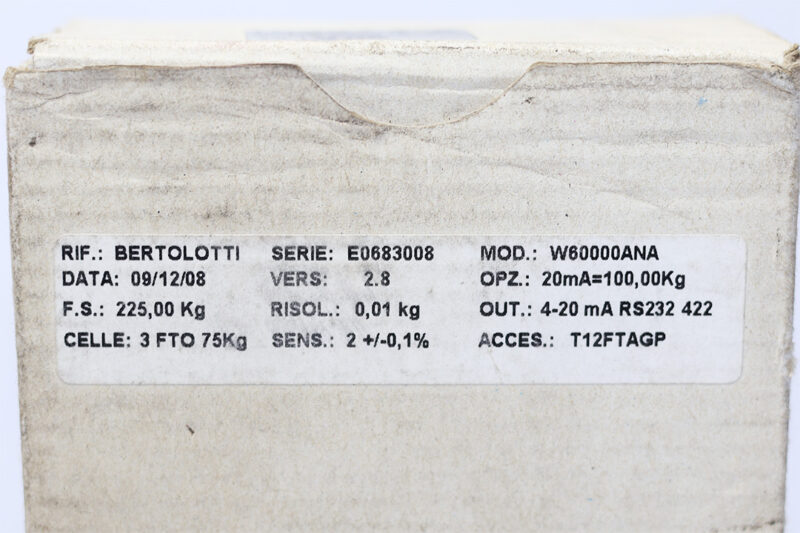 RIF.: BERTOLOTTI SERIE: E0683008 MOD.: W60000ANA
DATA: 09/12/08 VERS: 2.8 OPZ.: 20mA=100,00Kg
F.S.: 225,00 Kg RISOL.: 0,01 kg OUT.: 4-20 mA RS232 422
CELLE: 3 FTO 75Kg SENS.: 2 +/-0,1% ACCES.: T12FTAGP